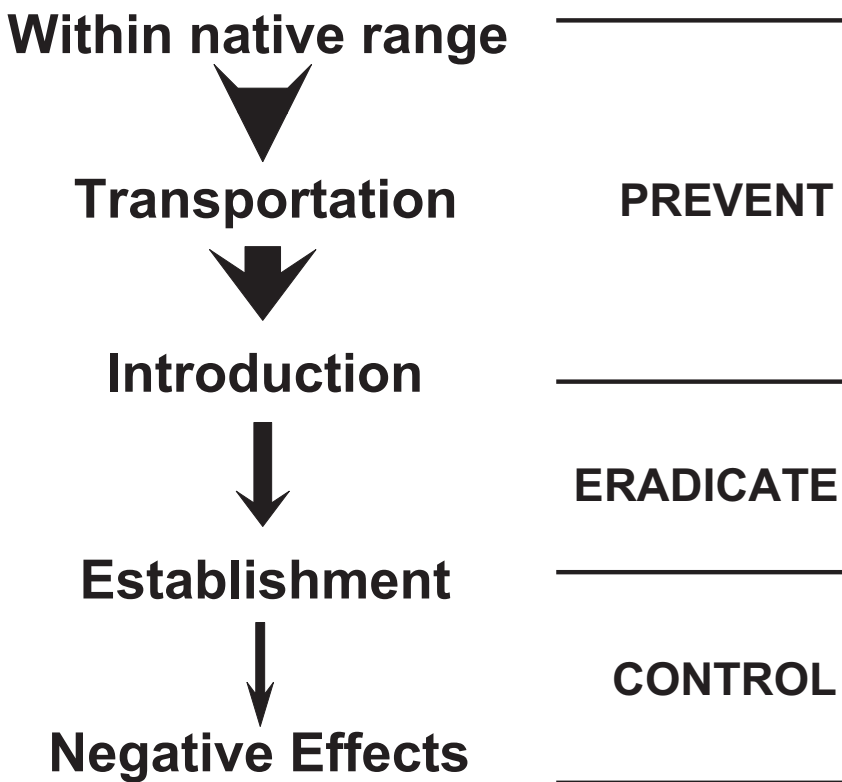 Within native range
Transportation
PREVENT
Introduction
ERADICATE
Establishment
CONTROL
Negative Effects